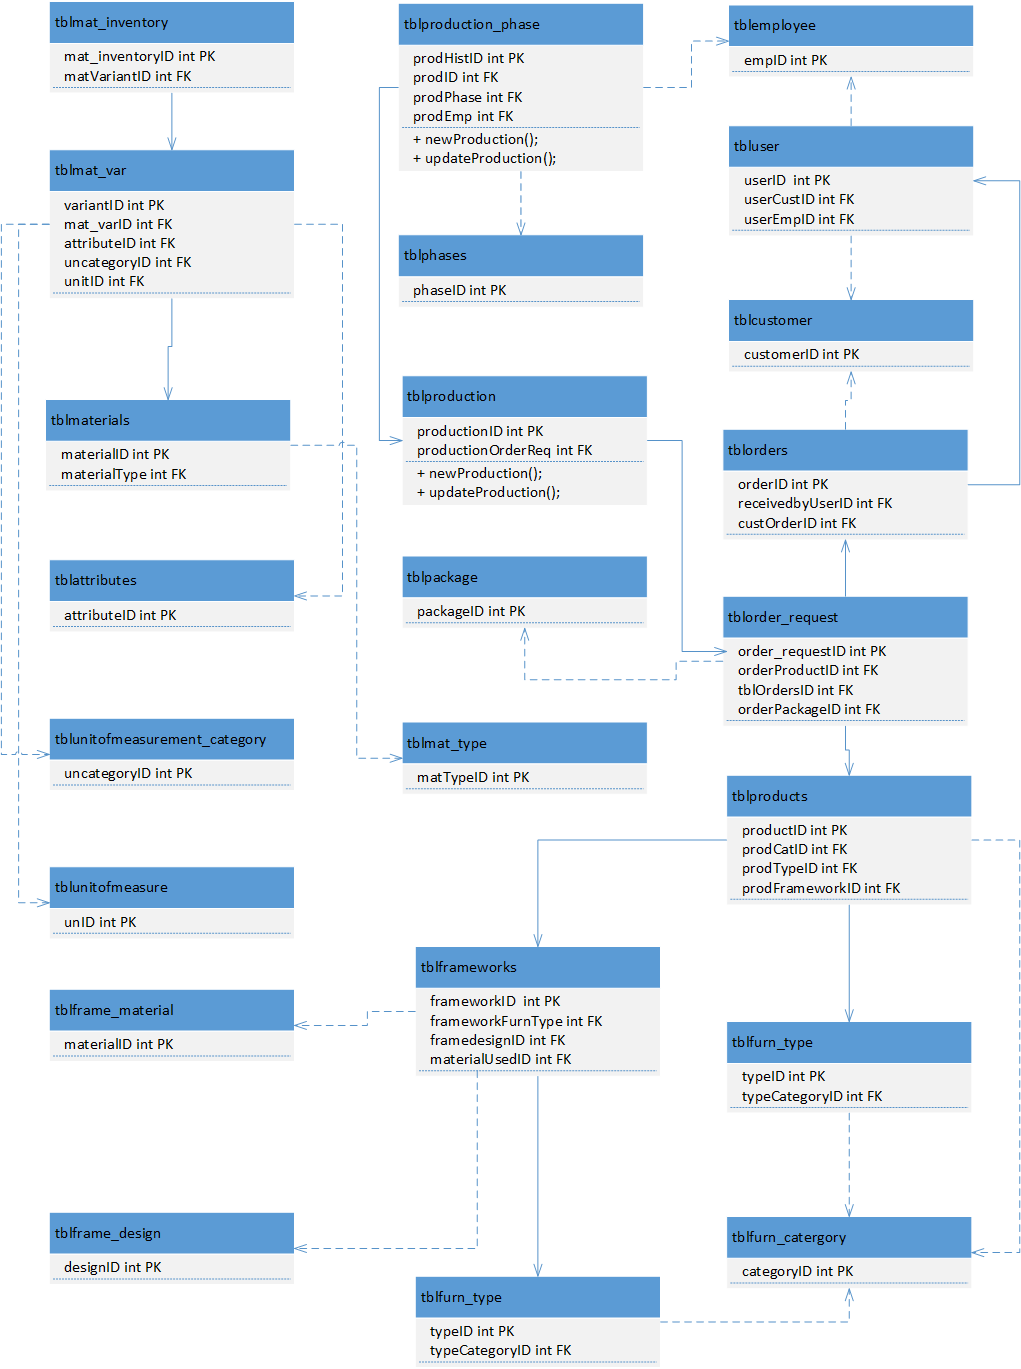 tblmat_inventory
mat_inventoryID int PK
matVariantID int FK
tblmat_var
variantID int PK
mat_varID int FK
attributeID int FK
uncategoryID int FK
unitID int FK
tblmaterials
materialID int PK
materialType int FK
tblattributes
attributeID int PK
tblunitofmeasurement_category
uncategoryID int PK
tblunitofmeasure
unID int PK
tblframe_material
materialID int PK
tblframe_design
designID int PK
tblproduction_phase
prodHistID int PK
prodID int FK
prodPhase int FK
prodEmp int FK
+ newProduction();
+ updateProduction();
tblphases
phaseID int PK
tblproduction
productionID int PK
productionOrderReq int FK
+ newProduction();
+ updateProduction();
tblpackage
packageID int PK
tblmat_type
matTypeID int PK
tblframeworks
frameworkID int PK
frameworkFurnType int FK
framedesignID int FK
materialUsedID int FK
tblfurn_type
typeID int PK
typeCategoryID int FK
tblemployee
empID int PK
tbluser
userID int PK
userCustID int FK
userEmpID int FK
tblcustomer
customerID int PK
tblorders
orderID int PK
receivedbyUserID int FK
custOrderID int FK
tblorder_request
order_requestID int PK
orderProductID int FK
tblOrdersID int FK
orderPackageID int FK
tblproducts
productID int PK
prodCatID int FK
prodTypeID int FK
prodFrameworkID int FK
tblfurn_type
typeID int PK
typeCategoryID int FK
tblfurn_catergory
categoryID int PK